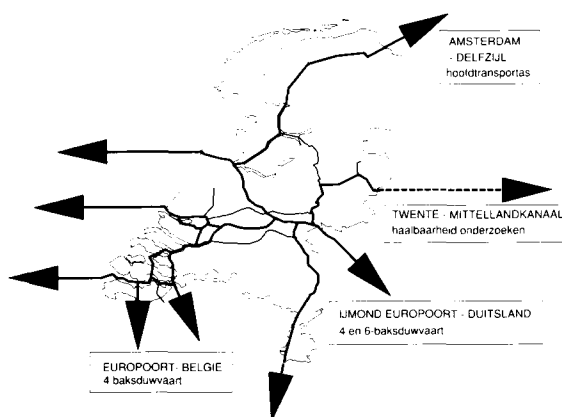 AMSTERDAM
- DELFZIJL
hoofdtransportas
TWENTE - MITTELLANDKANAAL
haalbaarheid onderzoeken
IJMOND EUROPOORT - DUITSLAND
4 en 6-baksduwvaart
EUROPOORT - BELGIE
4 baksduwvaart